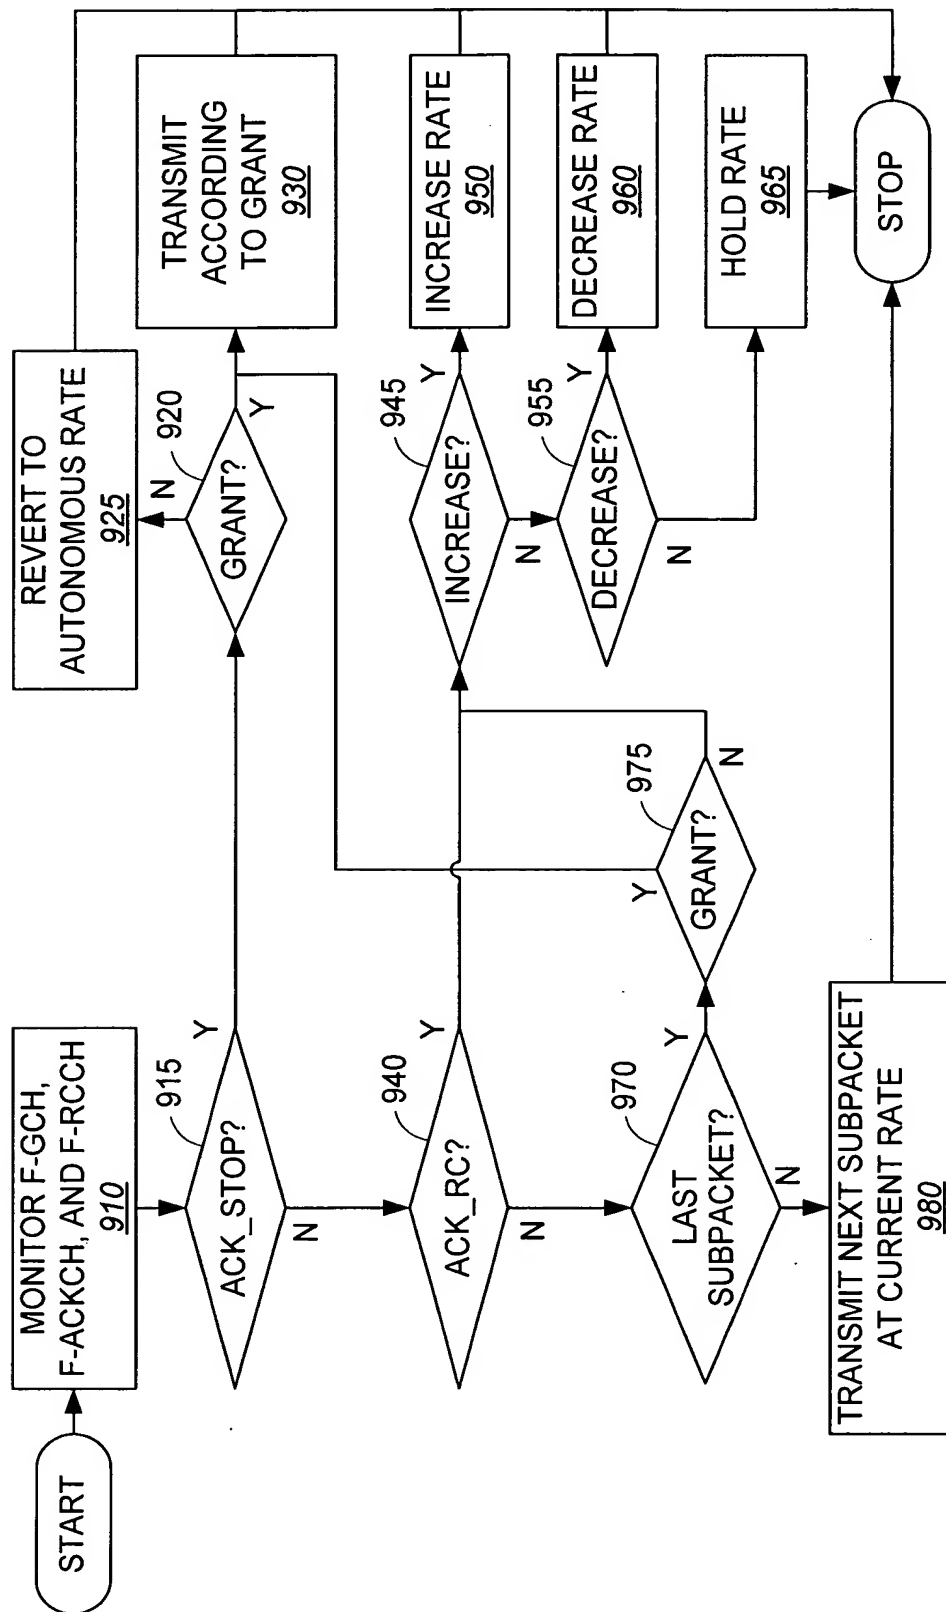 START
MONITOR F-GCH,
F-ACKCH, AND F-RCCH
910
ACK_STOP?
915
Y
N
GRANT?
920
N
Y
REVERT TO
AUTONOMOUS RATE
925
TRANSMIT
ACCORDING
TO GRANT
930
ACK_RC?
940
Y
N
INCREASE?
945
Y
N
INCREASE RATE
950
DECREASE?
955
Y
N
DECREASE RATE
960
HOLD RATE
965
LAST
SUBPACKET?
970
Y
N
GRANT?
975
Y
N
TRANSMIT NEXT SUBPACKET
AT CURRENT RATE
980
STOP